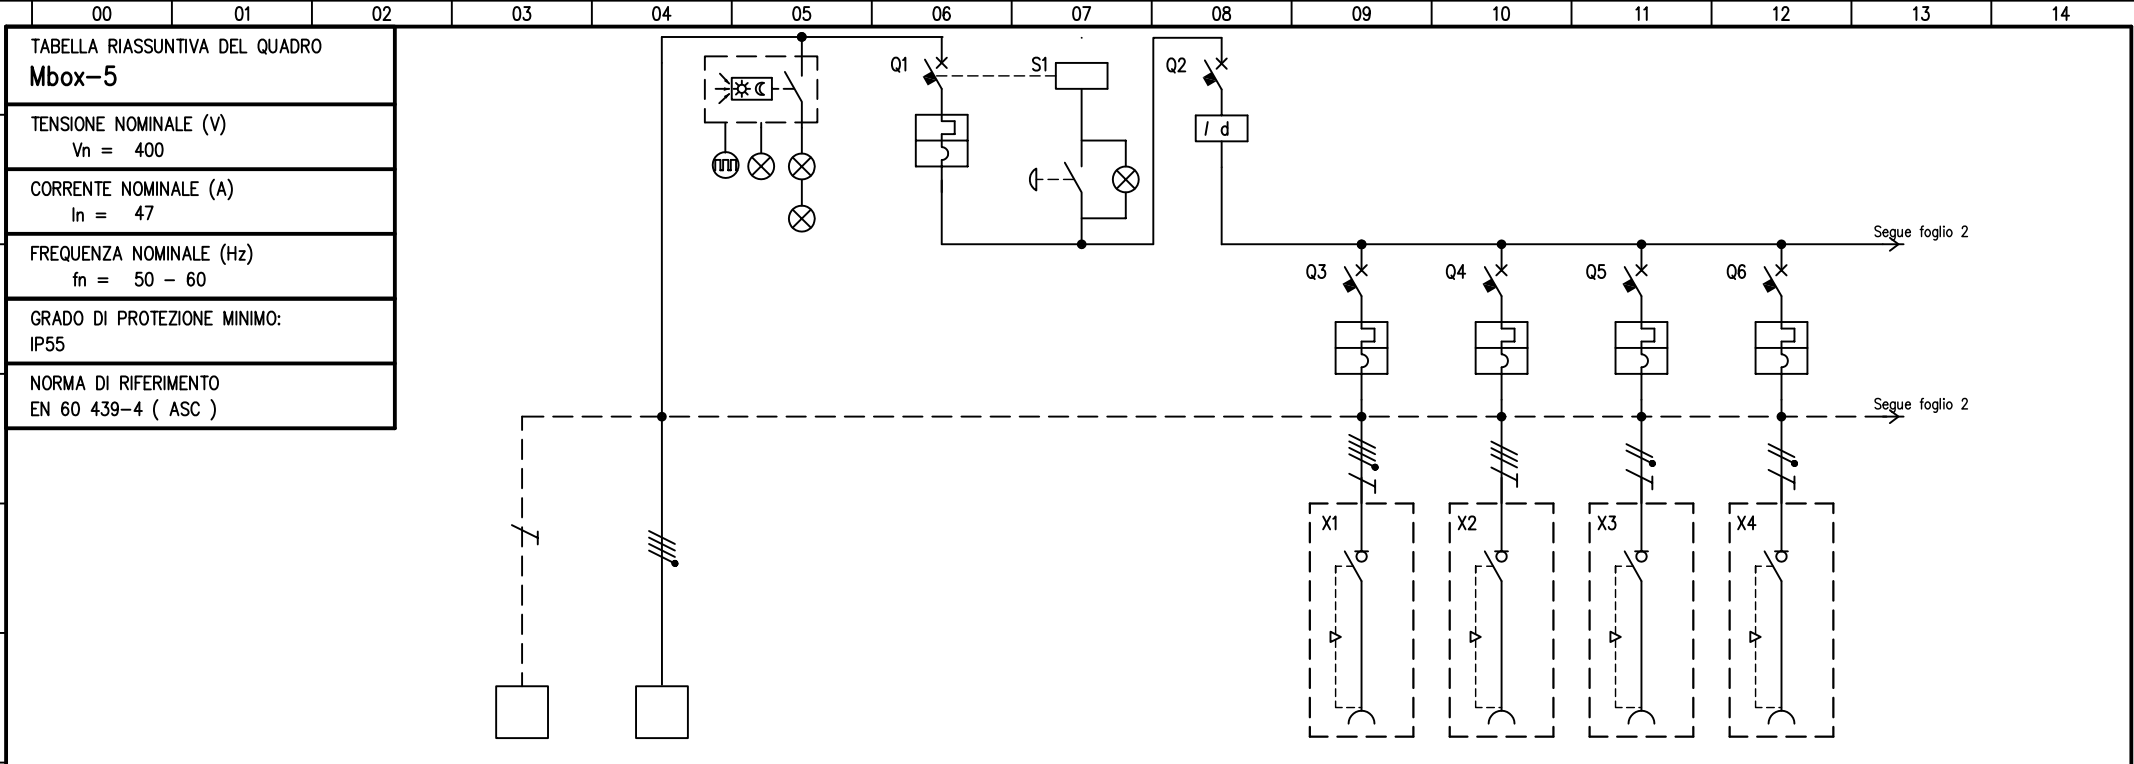 00 01 02 03 04 05 06 07 08 09 10 11 12 13 14
TABELLA RIASSUNTIVA DEL QUADRO
Mbox-5
TENSIONE NOMINALE (V)
Vn = 400
CORRENTE NOMINALE (A)
In = 47
FREQUENZA NOMINALE (Hz)
fn = 50 - 60
GRADO DI PROTEZIONE MINIMO:
IP55
NORMA DI RIFERIMENTO
EN 60 439-4 ( ASC )
Q1 S1 Q2
I d
Segue foglio 2
Q3 Q4 Q5 Q6
Segue foglio 2
X1 X2 X3 X4